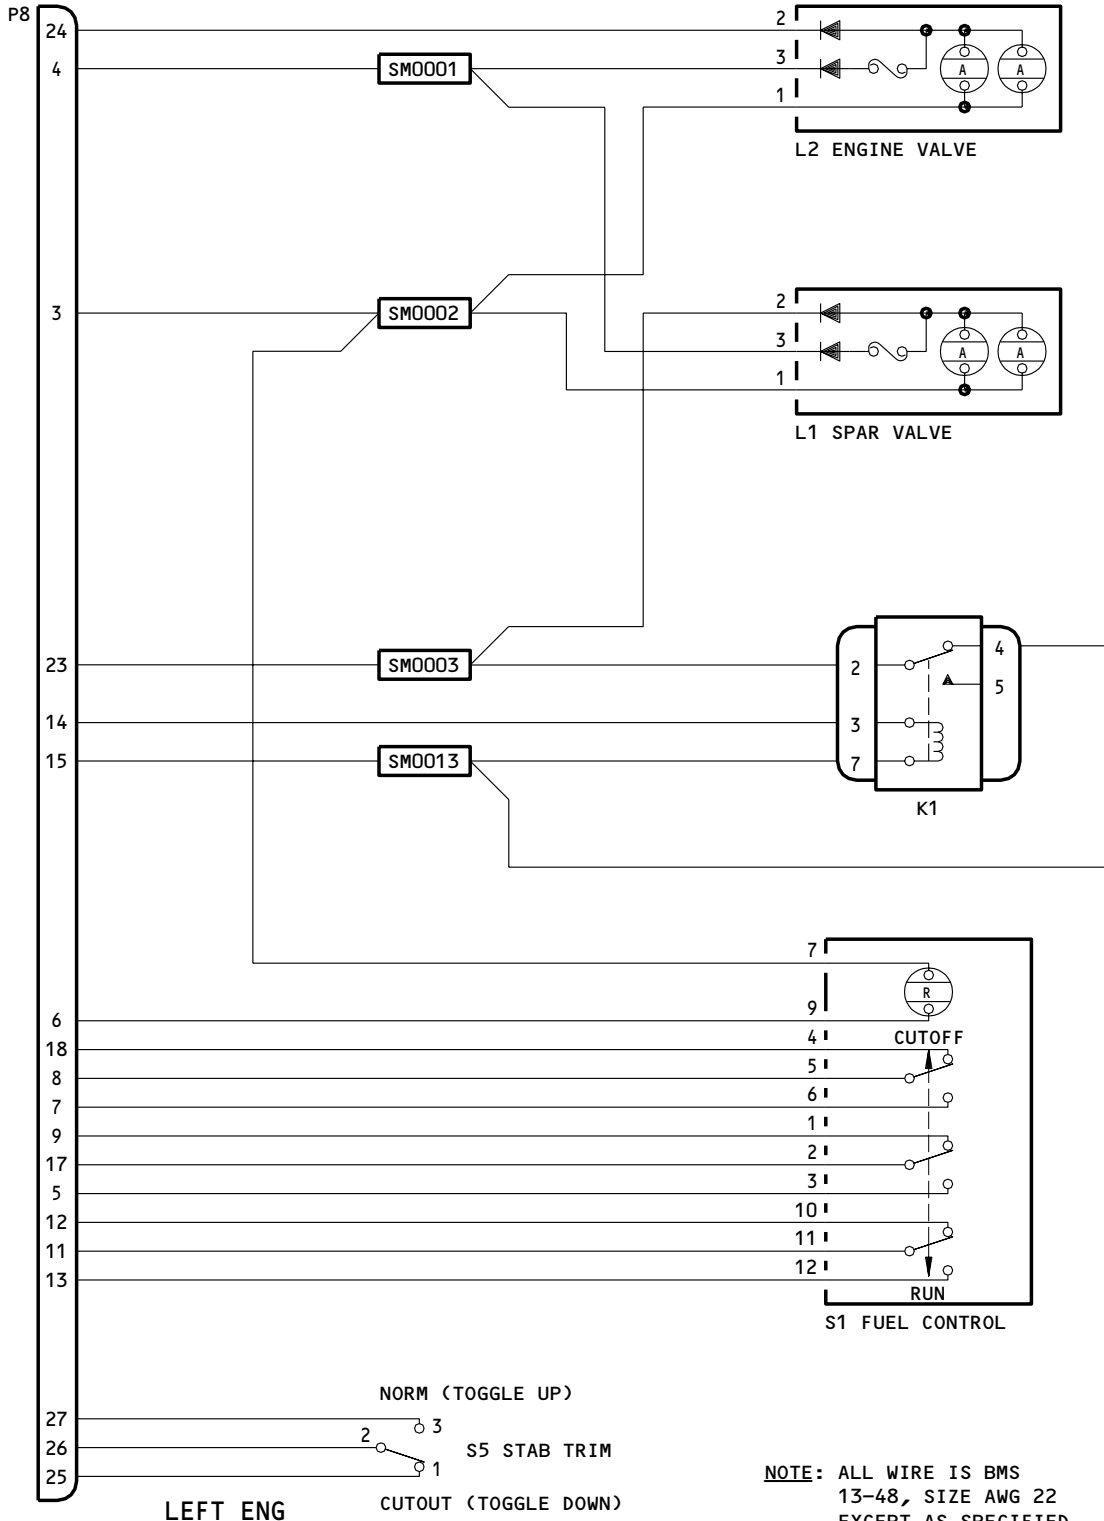 P8
24
2
4
SM0001
3
1
A
A
L2 ENGINE VALVE
3
SM0002
2
3
1
A
A
L1 SPAR VALVE
23
SM0003
2
4
5
14
3
15
SM0013
7
K1
7
R
6
9
CUTOFF
18
4
8
5
7
6
9
1
17
2
5
3
12
10
11
11
13
12
RUN
S1 FUEL CONTROL
NORM (TOGGLE UP)
27
3
26
2
S5 STAB TRIM
25
1
CUTOUT (TOGGLE DOWN)
LEFT ENG
NOTE: ALL WIRE IS BMS
13-48, SIZE AWG 22
EXCEPT AS SPECIFIED